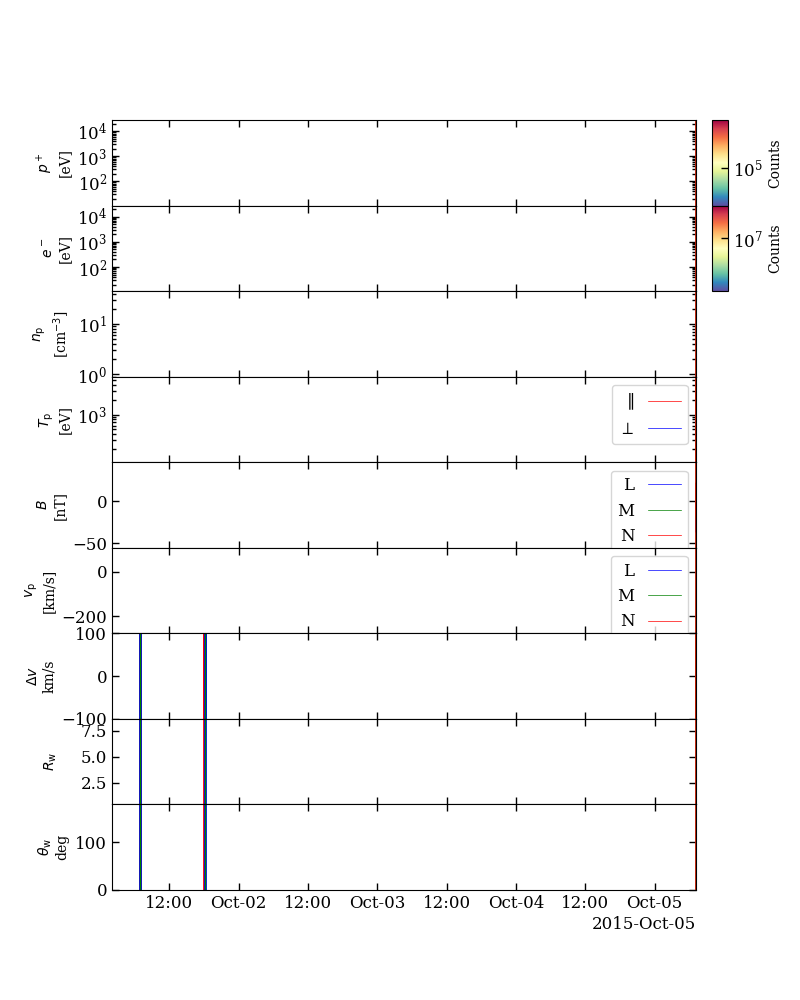 10⁴
10³
10²
p⁺
[eV]
10⁵
Counts
10⁴
10³
10²
e⁻
[eV]
10⁷
Counts
10¹
10⁰
nₚ
[cm⁻³]
10³
Tₚ
[eV]
∥
⊥
0
−50
B
[nT]
L
M
N
0
−200
vₚ
[km/s]
L
M
N
100
0
−100
Δv
km/s
7.5
5.0
2.5
R_w
100
0
θ_w
deg
12:00 Oct-02 12:00 Oct-03 12:00 Oct-04 12:00 Oct-05
2015-Oct-05